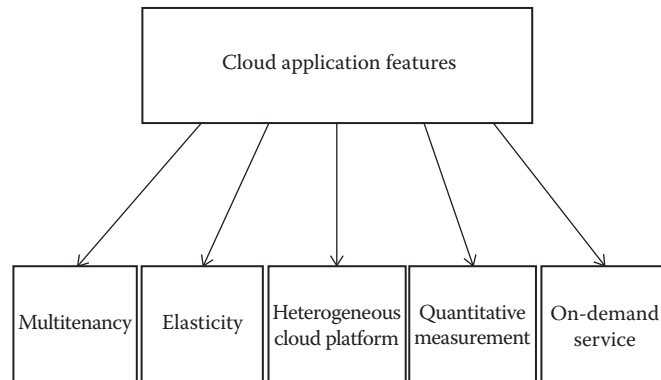 Cloud application features
Multitenancy
Elasticity
Heterogeneous
cloud platform
Quantitative
measurement
On-demand
service